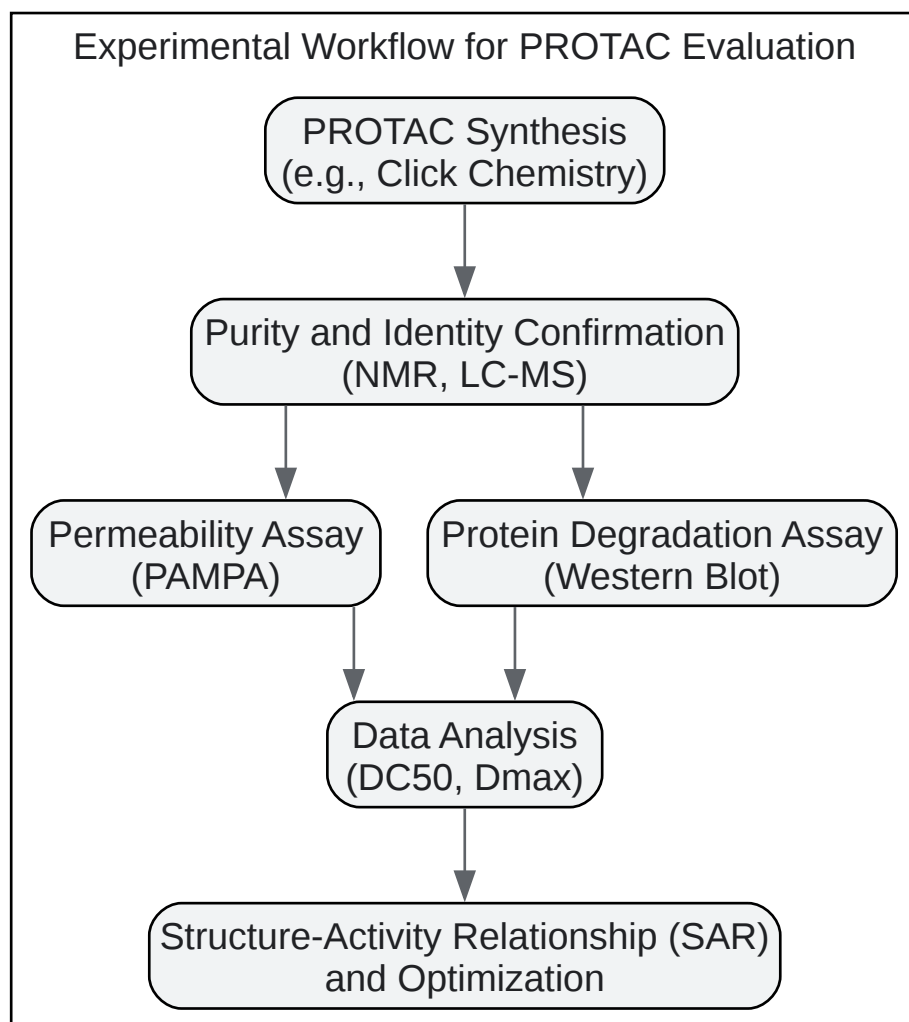 Experimental Workflow for PROTAC Evaluation
PROTAC Synthesis
(e.g., Click Chemistry)
Purity and Identity Confirmation
(NMR, LC-MS)
Permeability Assay
(PAMPA)
Protein Degradation Assay
(Western Blot)
Data Analysis
(DC50, Dmax)
Structure-Activity Relationship (SAR)
and Optimization